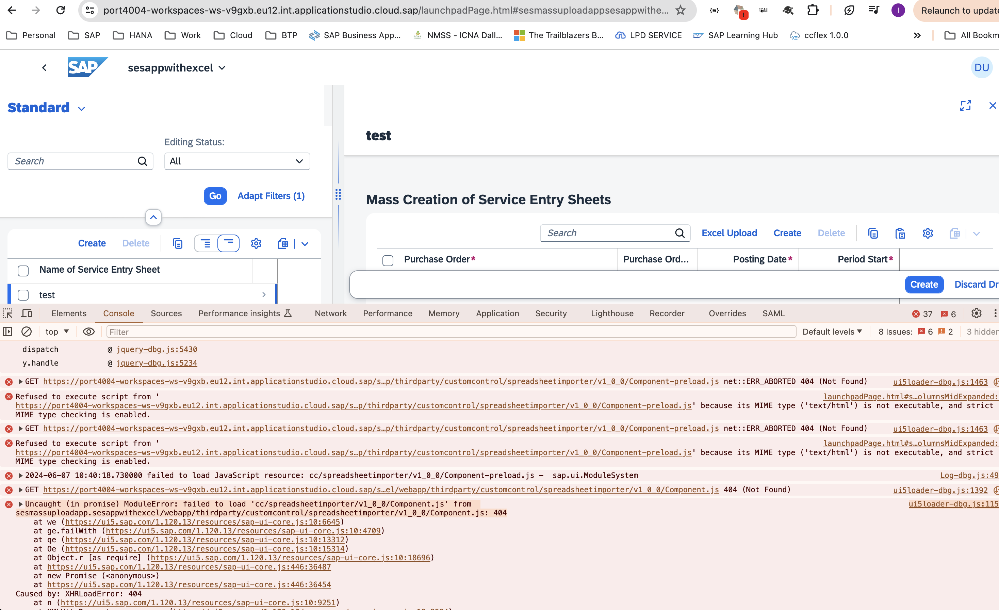 port4004-workspaces-ws-v9gxb.eu12.int.applicationstudio.cloud.sap/launchpadPage.html#sesmassuploadappsesappwithe...
I
Relaunch to update
Personal SAP HANA Work Cloud BTP SAP Business App... NMSS - ICNA Dall... The Trailblazers B... LPD SERVICE SAP Learning Hub ccflex 1.0.0 All Bookm
SAP sesappwithexcel DU
Standard
Editing Status:
Search
All
Go Adapt Filters (1)
Create Delete
Name of Service Entry Sheet
test
test
Mass Creation of Service Entry Sheets
Search Excel Upload Create Delete
Purchase Order* Purchase Ord... Posting Date* Period Start*
Create Discard Dr
Elements Console Sources Performance insights Network Performance Memory Application Security Lighthouse Recorder Overrides SAML 37 6
top Filter Default levels 8 Issues: 6 2 3 hidden
dispatch @ jquery-dbg.js:5430
y.handle @ jquery-dbg.js:5234
GET https://port4004-workspaces-ws-v9gxb.eu12.int.applicationstudio.cloud.sap/s…p/thirdparty/customcontrol/spreadsheetimporter/v1_0_0/Component-preload.js net::ERR_ABORTED 404 (Not Found) ui5loader-dbg.js:1463
Refused to execute script from ' launchpadPage.html#s…olumnsMidExpanded:
https://port4004-workspaces-ws-v9gxb.eu12.int.applicationstudio.cloud.sap/s…p/thirdparty/customcontrol/spreadsheetimporter/v1_0_0/Component-preload.js' because its MIME type ('text/html') is not executable, and strict
MIME type checking is enabled.
GET https://port4004-workspaces-ws-v9gxb.eu12.int.applicationstudio.cloud.sap/s…p/thirdparty/customcontrol/spreadsheetimporter/v1_0_0/Component-preload.js net::ERR_ABORTED 404 (Not Found) ui5loader-dbg.js:1463
Refused to execute script from ' launchpadPage.html#s…olumnsMidExpanded:
https://port4004-workspaces-ws-v9gxb.eu12.int.applicationstudio.cloud.sap/s…p/thirdparty/customcontrol/spreadsheetimporter/v1_0_0/Component-preload.js' because its MIME type ('text/html') is not executable, and strict
MIME type checking is enabled.
2024-06-07 10:40:18.730000 failed to load JavaScript resource: cc/spreadsheetimporter/v1_0_0/Component-preload.js - sap.ui.ModuleSystem Log-dbg.js:49
GET https://port4004-workspaces-ws-v9gxb.eu12.int.applicationstudio.cloud.sap/s…el/webapp/thirdparty/customcontrol/spreadsheetimporter/v1_0_0/Component.js 404 (Not Found) ui5loader-dbg.js:1392
Uncaught (in promise) ModuleError: failed to load 'cc/spreadsheetimporter/v1_0_0/Component.js' from ui5loader-dbg.js:115
sesmassuploadapp.sesappwithexcel/webapp/thirdparty/customcontrol/spreadsheetimporter/v1_0_0/Component.js: 404
at we (https://ui5.sap.com/1.120.13/resources/sap-ui-core.js:10:6645)
at ge.failWith (https://ui5.sap.com/1.120.13/resources/sap-ui-core.js:10:4709)
at qe (https://ui5.sap.com/1.120.13/resources/sap-ui-core.js:10:13312)
at Oe (https://ui5.sap.com/1.120.13/resources/sap-ui-core.js:10:15314)
at Object.r [as require] (https://ui5.sap.com/1.120.13/resources/sap-ui-core.js:10:18696)
at https://ui5.sap.com/1.120.13/resources/sap-ui-core.js:446:36487
at new Promise (<anonymous>)
at https://ui5.sap.com/1.120.13/resources/sap-ui-core.js:446:36454
Caused by: XHRLoadError: 404
at n (https://ui5.sap.com/1.120.13/resources/sap-ui-core.js:10:9251)